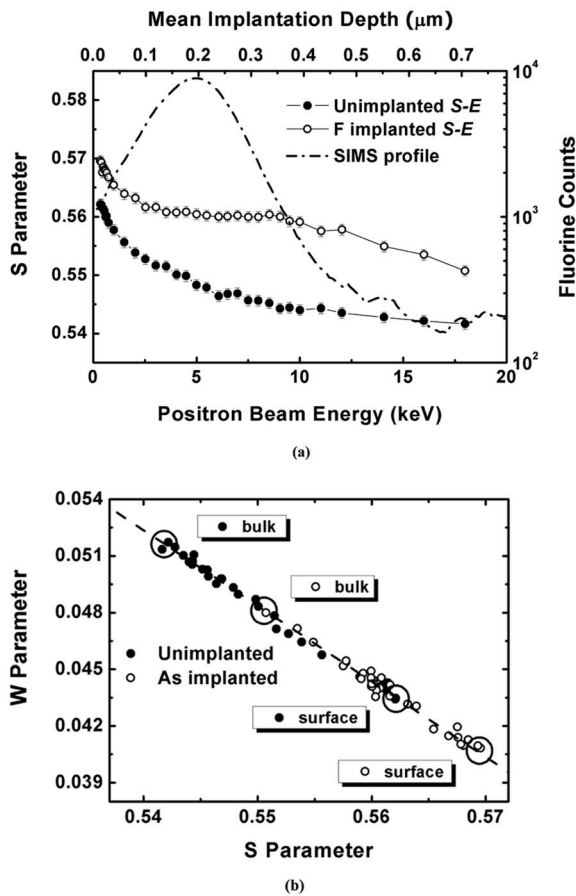 Mean Implantation Depth (μm)
0.0 0.1 0.2 0.3 0.4 0.5 0.6 0.7
0.58
0.57
0.56
0.55
0.54
S Parameter
Unimplanted S-E
F implanted S-E
SIMS profile
10^4
10^3
10^2
Fluorine Counts
0 5 10 15 20
Positron Beam Energy (keV)
(a)
0.054
0.051
0.048
0.045
0.042
0.039
W Parameter
bulk
bulk
Unimplanted
As implanted
surface
surface
0.54 0.55 0.56 0.57
S Parameter
(b)